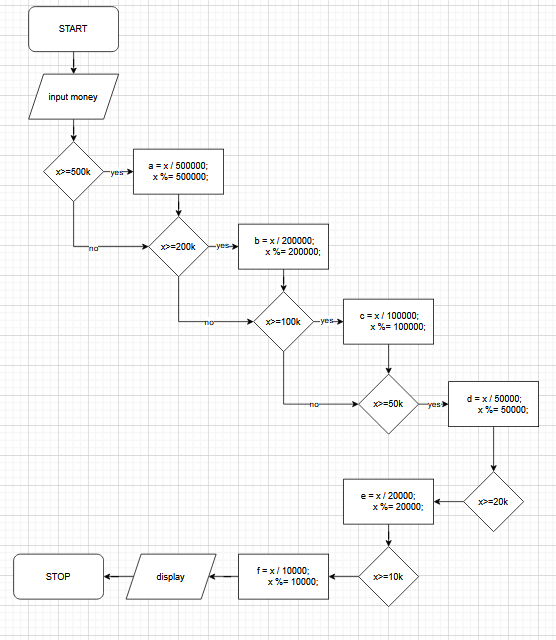 START
input money
x>=500k
yes
a = x / 500000;
x %= 500000;
no
x>=200k
yes
b = x / 200000;
x %= 200000;
no
x>=100k
yes
c = x / 100000;
x %= 100000;
no
x>=50k
yes
d = x / 50000;
x %= 50000;
x>=20k
e = x / 20000;
x %= 20000;
x>=10k
f = x / 10000;
x %= 10000;
display
STOP